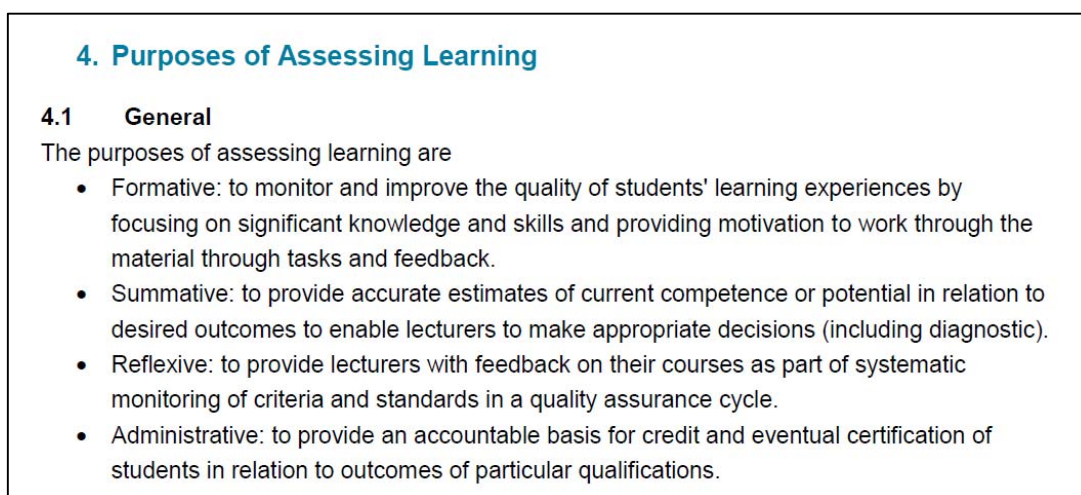 4. Purposes of Assessing Learning
4.1 General
The purposes of assessing learning are
• Formative: to monitor and improve the quality of students' learning experiences by
focusing on significant knowledge and skills and providing motivation to work through the
material through tasks and feedback.
• Summative: to provide accurate estimates of current competence or potential in relation to
desired outcomes to enable lecturers to make appropriate decisions (including diagnostic).
• Reflexive: to provide lecturers with feedback on their courses as part of systematic
monitoring of criteria and standards in a quality assurance cycle.
• Administrative: to provide an accountable basis for credit and eventual certification of
students in relation to outcomes of particular qualifications.